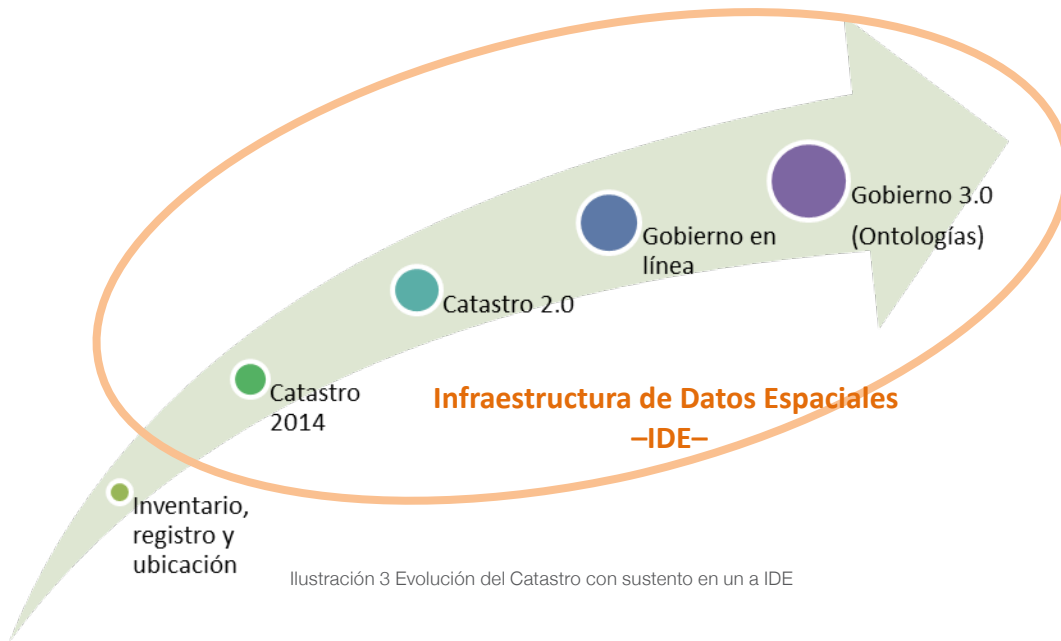 Gobierno 3.0
(Ontologías)
Gobierno en
línea
Catastro 2.0
Catastro
2014
Infraestructura de Datos Espaciales
–IDE–
Inventario,
registro y
ubicación
Ilustración 3 Evolución del Catastro con sustento en un a IDE